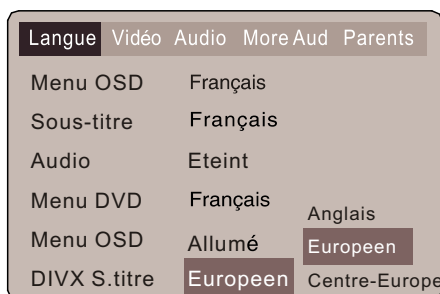 Langue Vidéo Audio More Aud Parents
Menu OSD Français
Sous-titre Français
Audio Eteint
Menu DVD Français
Anglais
Menu OSD Allumé Europeen
DIVX S.titre Europeen Centre-Europe